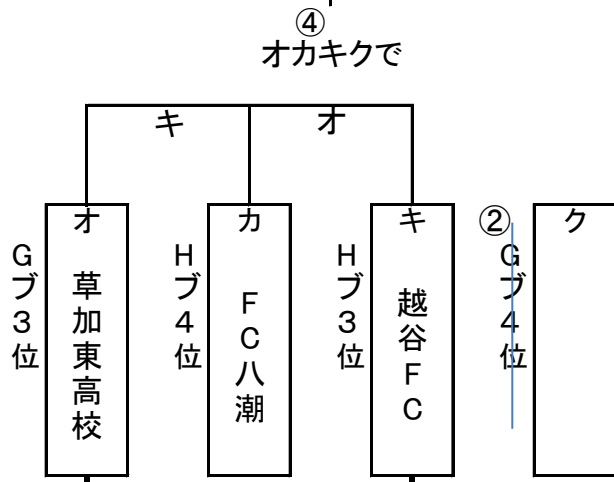 ④
オカキクで
キ
オ
Gブ3位
オ 草加東高校
Hブ4位
カ FC八潮
Hブ3位
キ 越谷FC
②
Gブ4位
ク